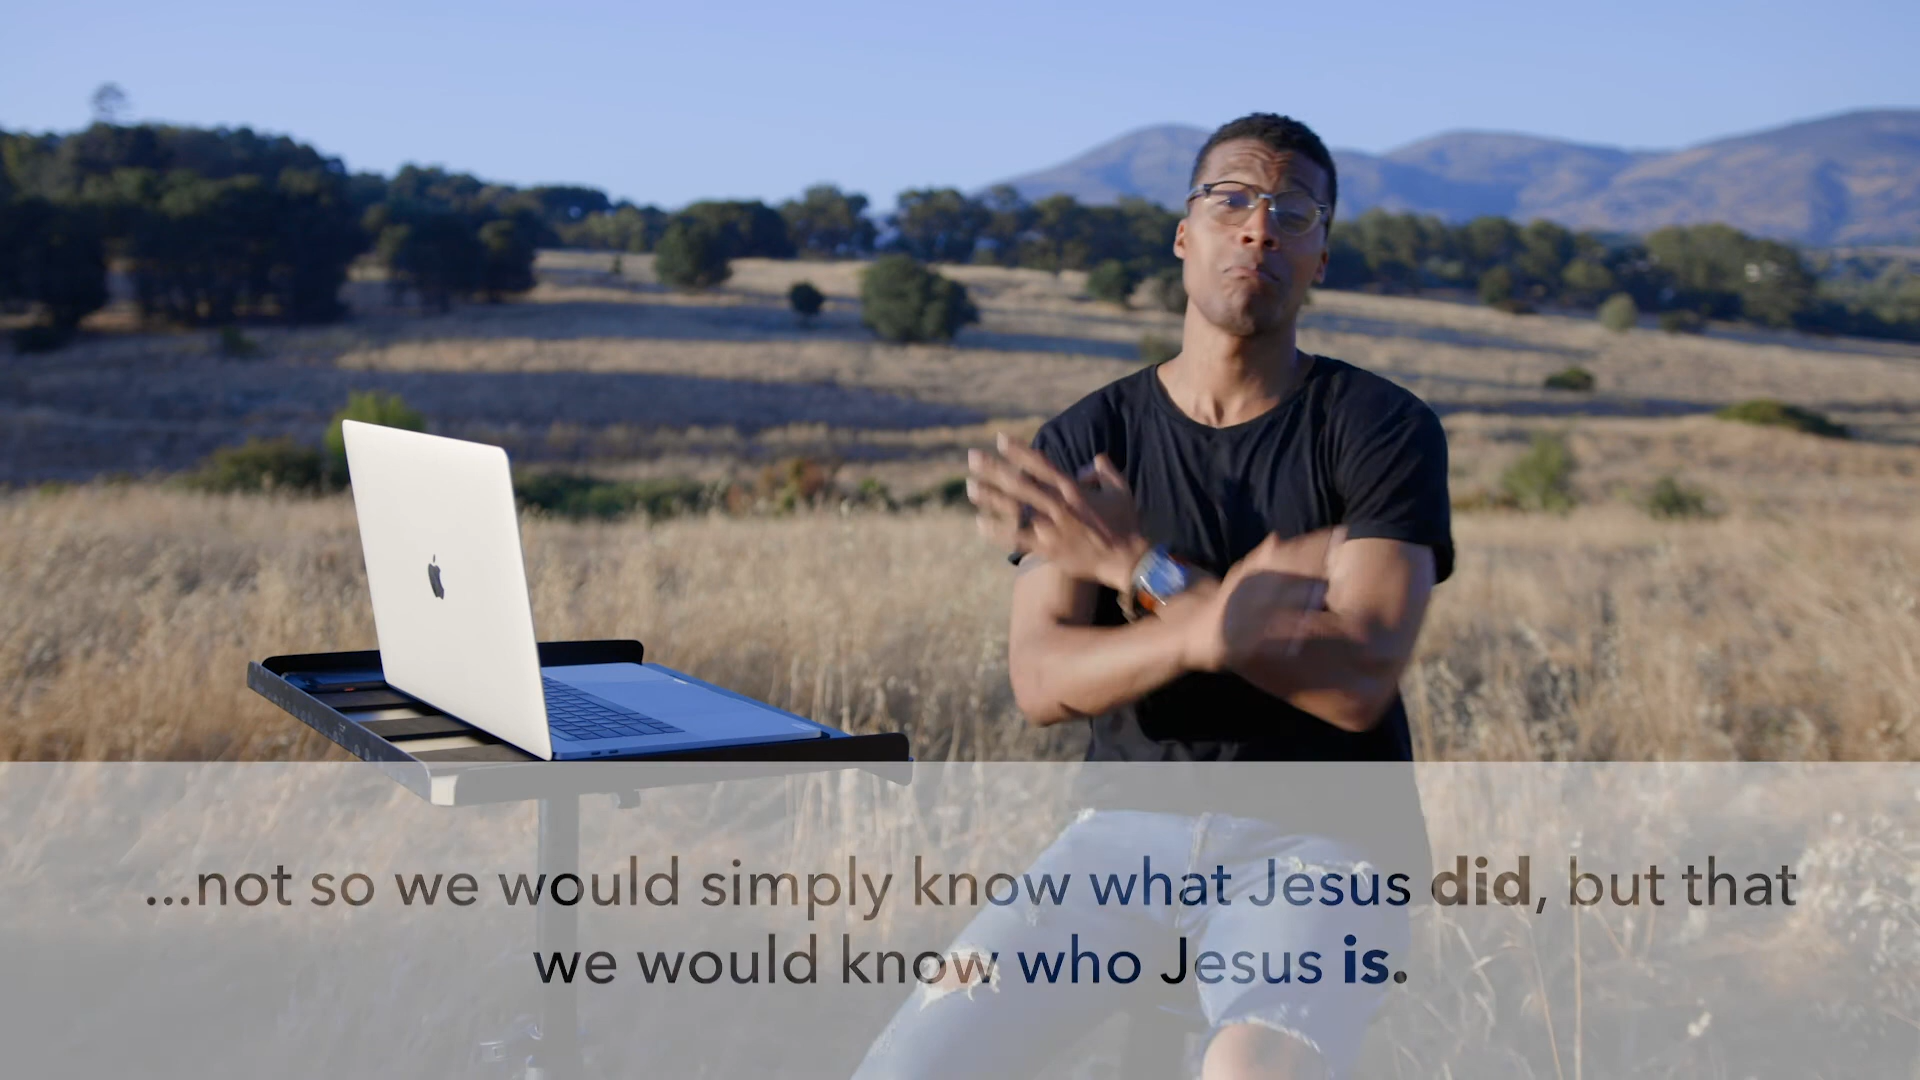 ...not so we would simply know what Jesus did, but that
we would know who Jesus is.